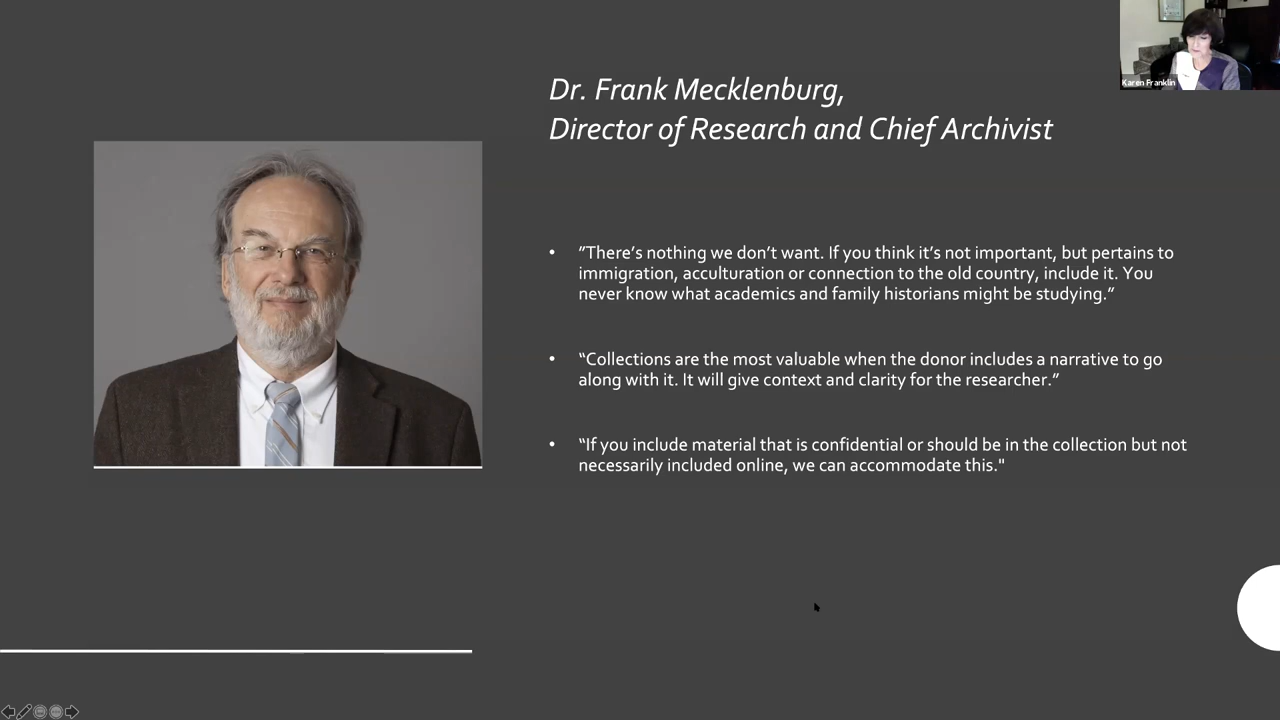 Karen Franklin
Dr. Frank Mecklenburg,
Director of Research and Chief Archivist
• ”There’s nothing we don’t want. If you think it’s not important, but pertains to
immigration, acculturation or connection to the old country, include it. You
never know what academics and family historians might be studying.”
• “Collections are the most valuable when the donor includes a narrative to go
along with it. It will give context and clarity for the researcher.”
• “If you include material that is confidential or should be in the collection but not
necessarily included online, we can accommodate this."